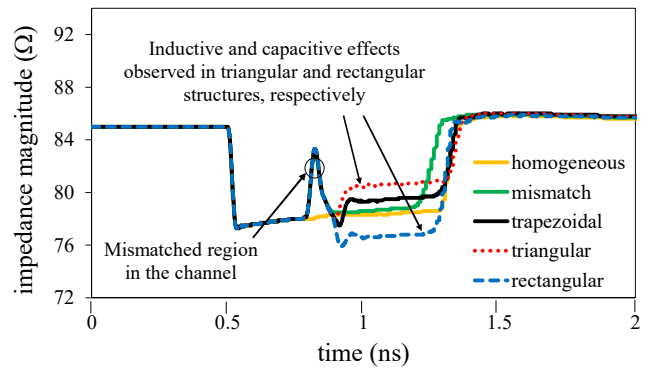 92
88
84
80
76
72
impedance magnitude (Ω)
Inductive and capacitive effects
observed in triangular and rectangular
structures, respectively
Mismatched region
in the channel
homogeneous
mismatch
trapezoidal
triangular
rectangular
0
0.5
1
1.5
2
time (ns)